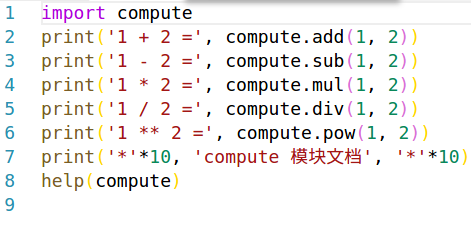 1 import compute
2 print('1 + 2 =', compute.add(1, 2))
3 print('1 - 2 =', compute.sub(1, 2))
4 print('1 * 2 =', compute.mul(1, 2))
5 print('1 / 2 =', compute.div(1, 2))
6 print('1 ** 2 =', compute.pow(1, 2))
7 print('*'*10, 'compute 模块文档', '*'*10)
8 help(compute)
9